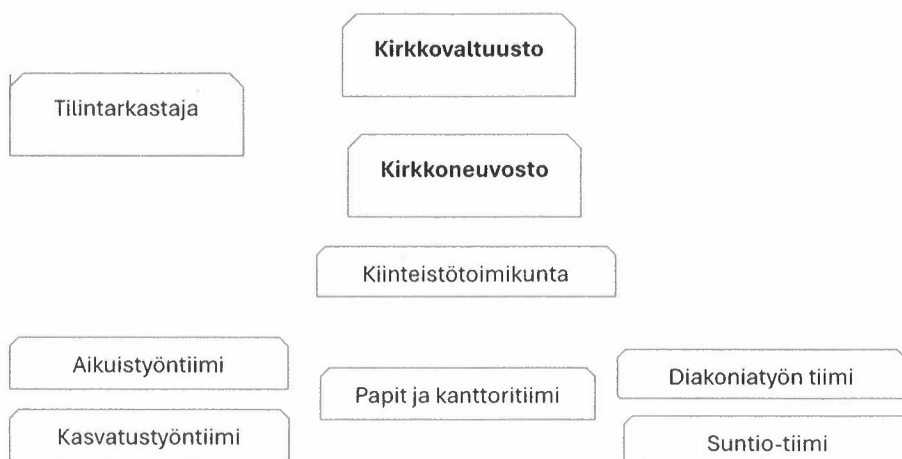 Kirkkovaltuusto
Tilintarkastaja
Kirkkoneuvosto
Kiinteistötoimikunta
Aikuistyöntiimi
Papit ja kanttoritiimi
Diakoniatyön tiimi
Kasvatustyöntiimi
Suntio-tiimi